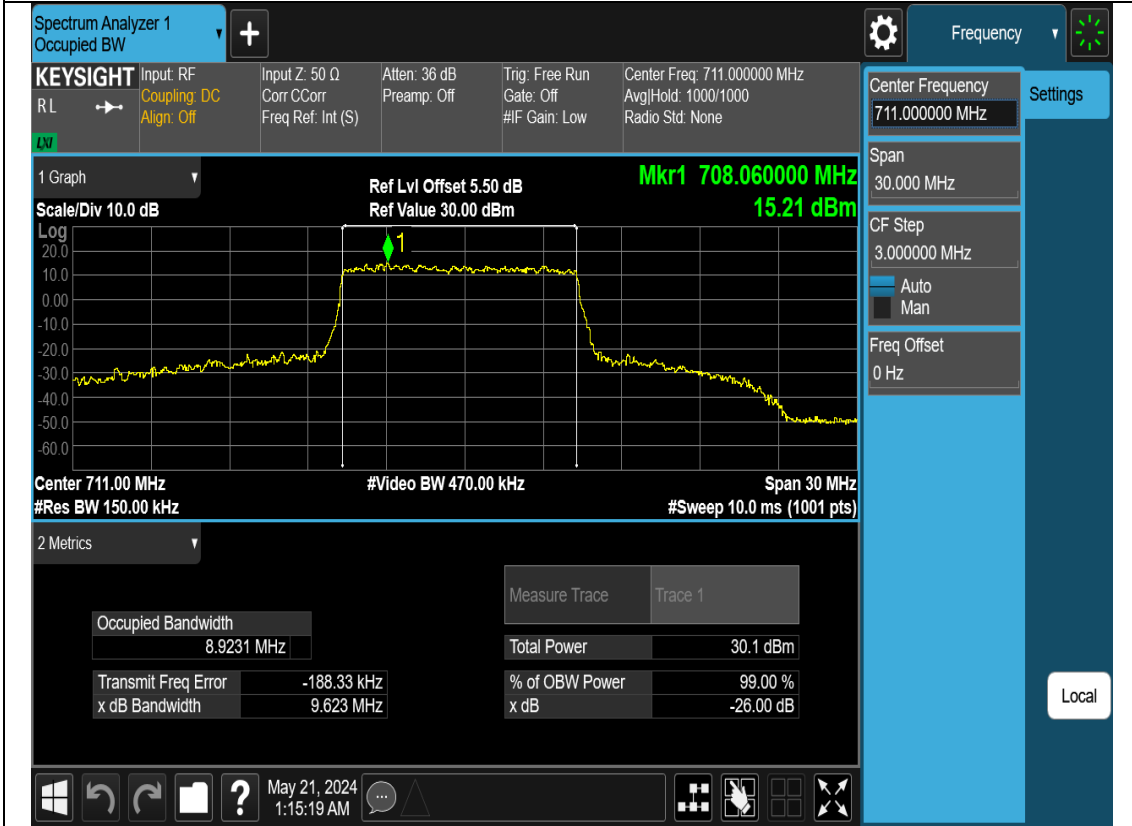 Spectrum Analyzer 1
Occupied BW
+
Frequency
KEYSIGHT
RL
LXI
Input: RF
Coupling: DC
Align: Off
Input Z: 50 Ω
Corr CCorr
Freq Ref: Int (S)
Atten: 36 dB
Preamp: Off
Trig: Free Run
Gate: Off
#IF Gain: Low
Center Freq: 711.000000 MHz
Avg|Hold: 1000/1000
Radio Std: None
Center Frequency
711.000000 MHz
Settings
Span
30.000 MHz
CF Step
3.000000 MHz
Auto
Man
Freq Offset
0 Hz
Local
1 Graph
Scale/Div 10.0 dB
Ref Lvl Offset 5.50 dB
Ref Value 30.00 dBm
Mkr1 708.060000 MHz
15.21 dBm
Log
1
20.0
10.0
0.00
-10.0
-20.0
-30.0
-40.0
-50.0
-60.0
Center 711.00 MHz
#Video BW 470.00 kHz
Span 30 MHz
#Res BW 150.00 kHz
#Sweep 10.0 ms (1001 pts)
2 Metrics
Measure Trace Trace 1
Occupied Bandwidth
8.9231 MHz
Total Power 30.1 dBm
Transmit Freq Error -188.33 kHz
% of OBW Power 99.00 %
x dB Bandwidth 9.623 MHz
x dB -26.00 dB
?
May 21, 2024
1:15:19 AM